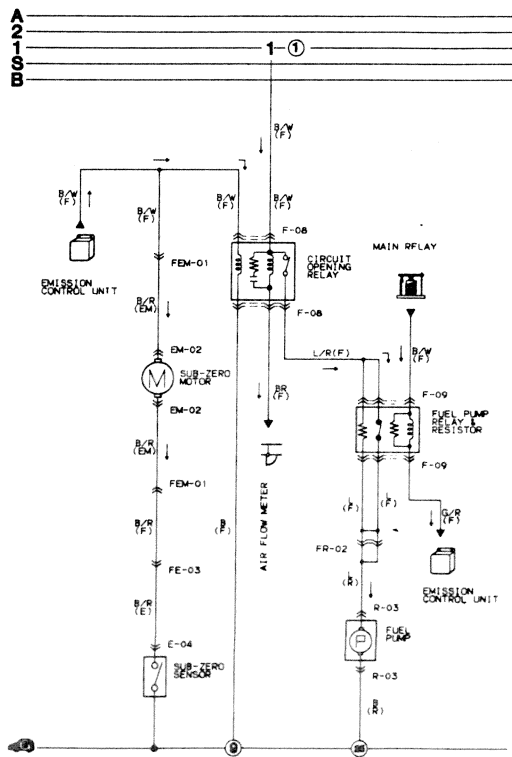 A
2
1 1 ①
S
B
B/W
(F)
B/W
(F)
B/W
(F)
B/W
(F)
B/W
(F)
F-08
EMISSION
CONTROL UNIT
FEM-01
CIRCUIT
OPENING
RELAY
MAIN RELAY
B/R
(EM)
F-08
EM-02
L/R(F)
B/W
(F)
SUB-ZERO
MOTOR
BR
(F)
F-09
EM-02
FUEL PUMP
RELAY &
RESISTOR
B/R
(EM)
F-09
FEM-01
AIR FLOW METER
L
(F)
L
(F)
G/R
(F)
B/R
(F)
B
(F)
FR-02
FE-03
L
(R)
EMISSION
CONTROL UNIT
B/R
(E)
R-03
E-04
FUEL
PUMP
P
M
SUB-ZERO
SENSOR
R-03
B
(R)
9